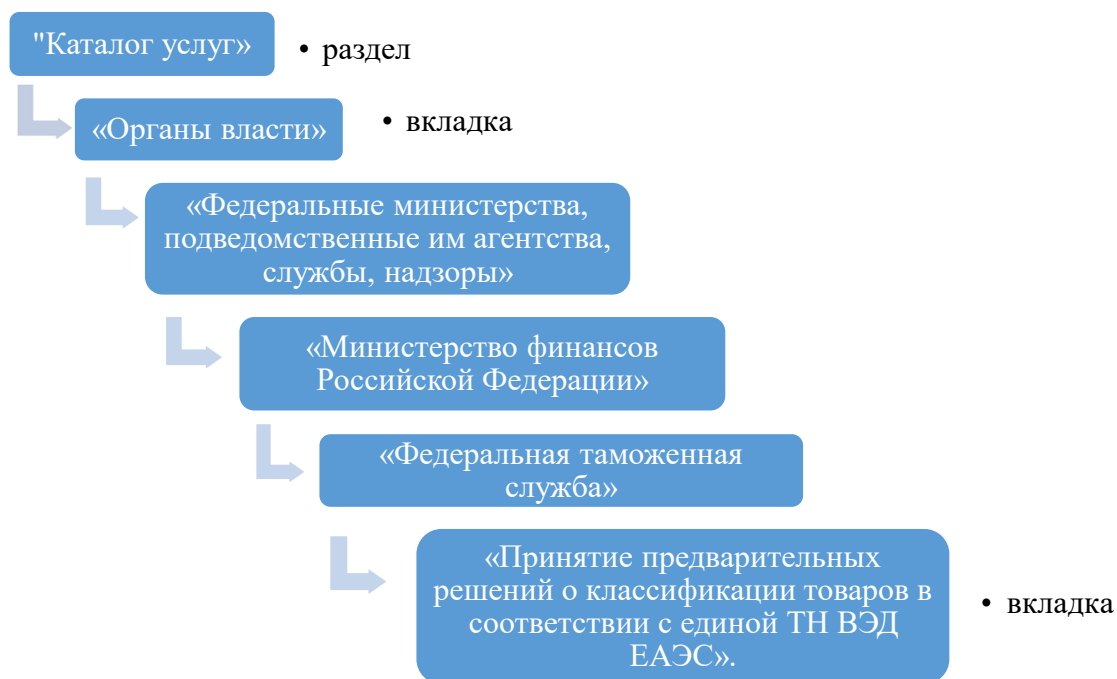 "Каталог услуг»
• раздел
«Органы власти»
• вкладка
«Федеральные министерства,
подведомственные им агентства,
службы, надзоры»
«Министерство финансов
Российской Федерации»
«Федеральная таможенная
служба»
«Принятие предварительных
решений о классификации товаров в
соответствии с единой ТН ВЭД
ЕАЭС».
• вкладка